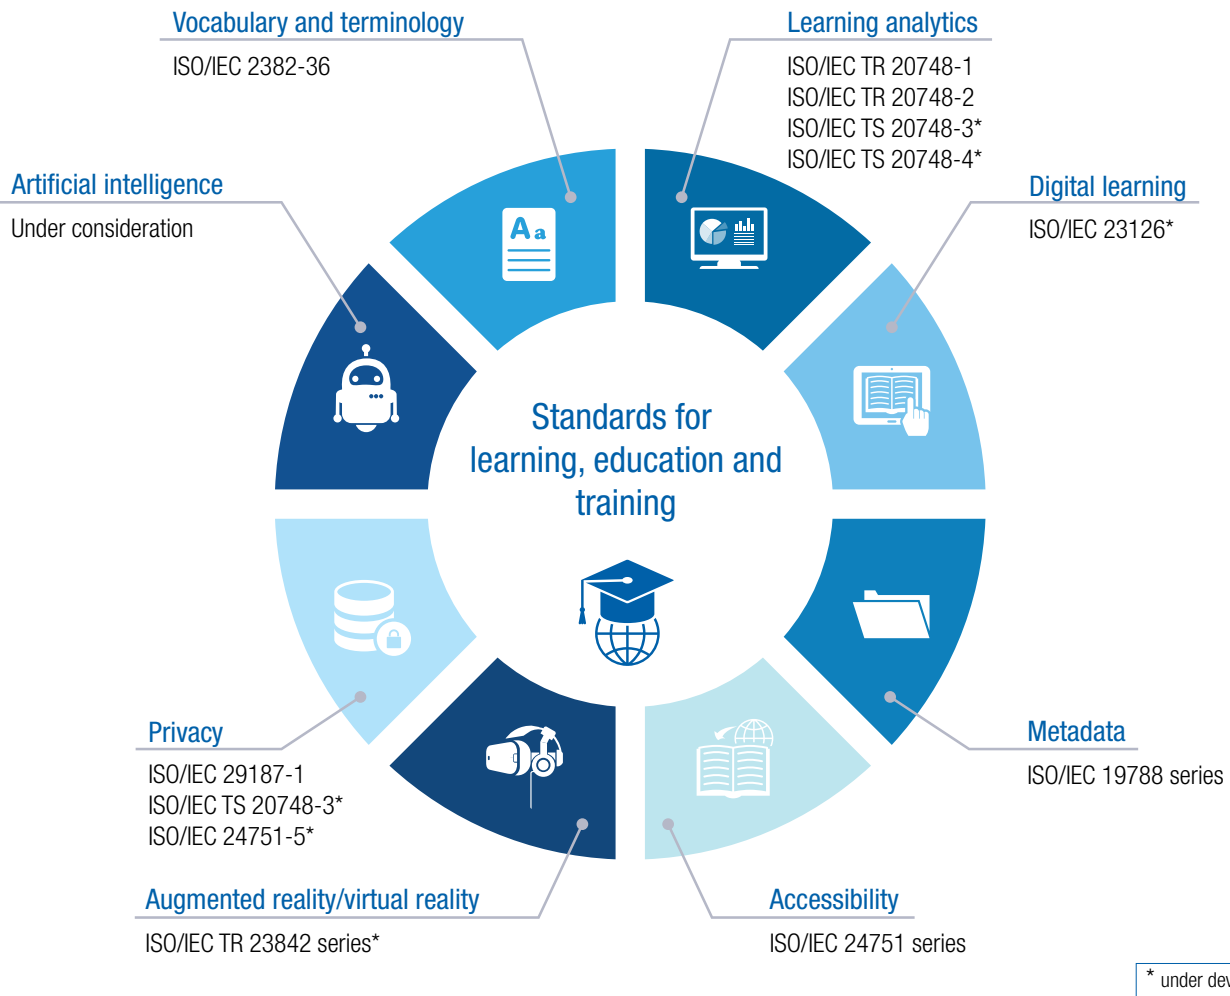 Vocabulary and terminology
ISO/IEC 2382-36
Learning analytics
ISO/IEC TR 20748-1
ISO/IEC TR 20748-2
ISO/IEC TS 20748-3*
ISO/IEC TS 20748-4*
Artificial intelligence
Under consideration
Digital learning
ISO/IEC 23126*
Aa
Standards for
learning, education and
training
Privacy
ISO/IEC 29187-1
ISO/IEC TS 20748-3*
ISO/IEC 24751-5*
Metadata
ISO/IEC 19788 series
Augmented reality/virtual reality
ISO/IEC TR 23842 series*
Accessibility
ISO/IEC 24751 series
* under